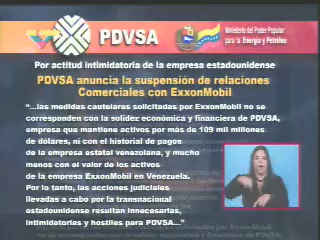 PDVSA
Ministerio del Poder Popular
para la Energía y Petróleo
Por actitud intimidatoria de la empresa estadounidense
PDVSA anuncia la suspensión de relaciones
Comerciales con ExxonMobil
"...las medidas cautelares solicitadas por ExxonMobil no se
corresponden con la solidez económica y financiera de PDVSA,
empresa que mantiene activos por más de 109 mil millones
de dólares, ni con el historial de pagos
de la empresa estatal venezolana, y mucho
menos con el valor de los activos
de la empresa ExxonMobil en Venezuela.
Por lo tanto, las acciones judiciales
llevadas a cabo por la transnacional
estadounidense resultan innecesarias,
intimidatorias y hostiles para PDVSA..."